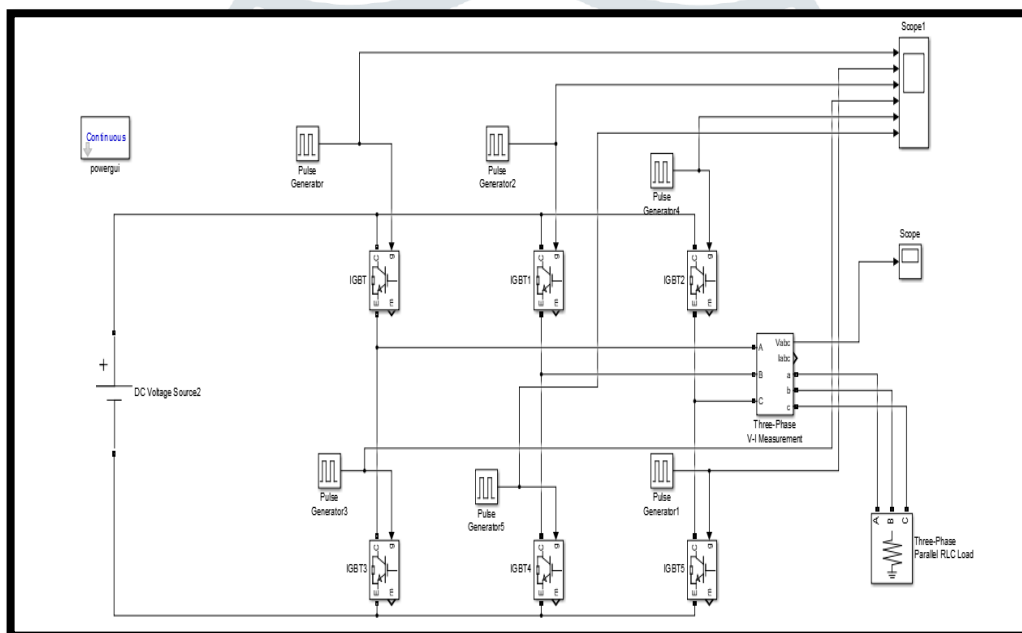 Scope1
Continuous
powergui
Pulse
Generator
Pulse
Generator2
Pulse
Generator4
Scope
IGBT
g
C
E
m
IGBT1
g
C
E
m
IGBT2
g
C
E
m
DC Voltage Source2
+
A
B
C
Vabc
Iabc
a
b
c
Three-Phase
V-I Measurement
Pulse
Generator3
Pulse
Generator5
Pulse
Generator1
IGBT3
g
C
E
m
IGBT4
g
C
E
m
IGBT5
g
C
E
m
A
B
C
Three-Phase
Parallel RLC Load